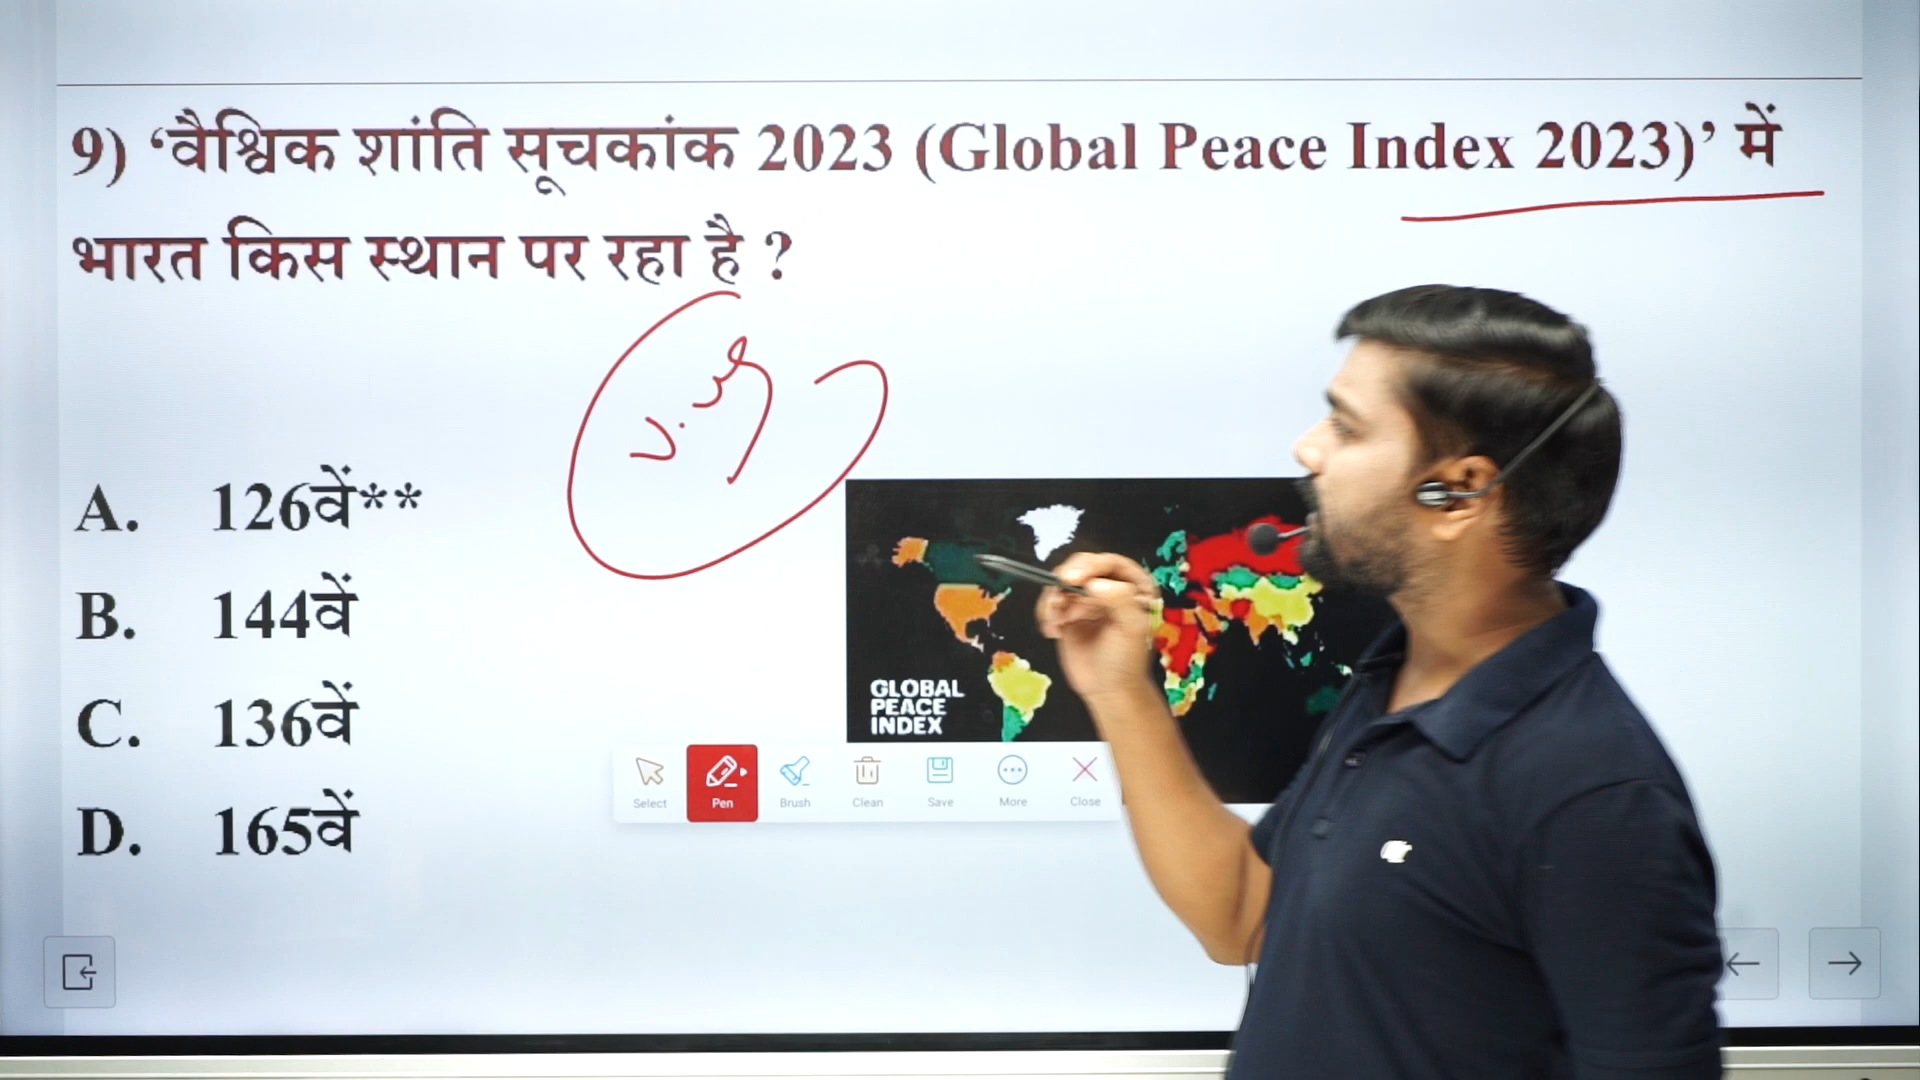 9) ‘वैश्विक शांति सूचकांक 2023 (Global Peace Index 2023)’ में
भारत किस स्थान पर रहा है ?
A. 126वें**
B. 144वें
C. 136वें
D. 165वें
GLOBAL
PEACE
INDEX
Select Pen Brush Clean Save More Close